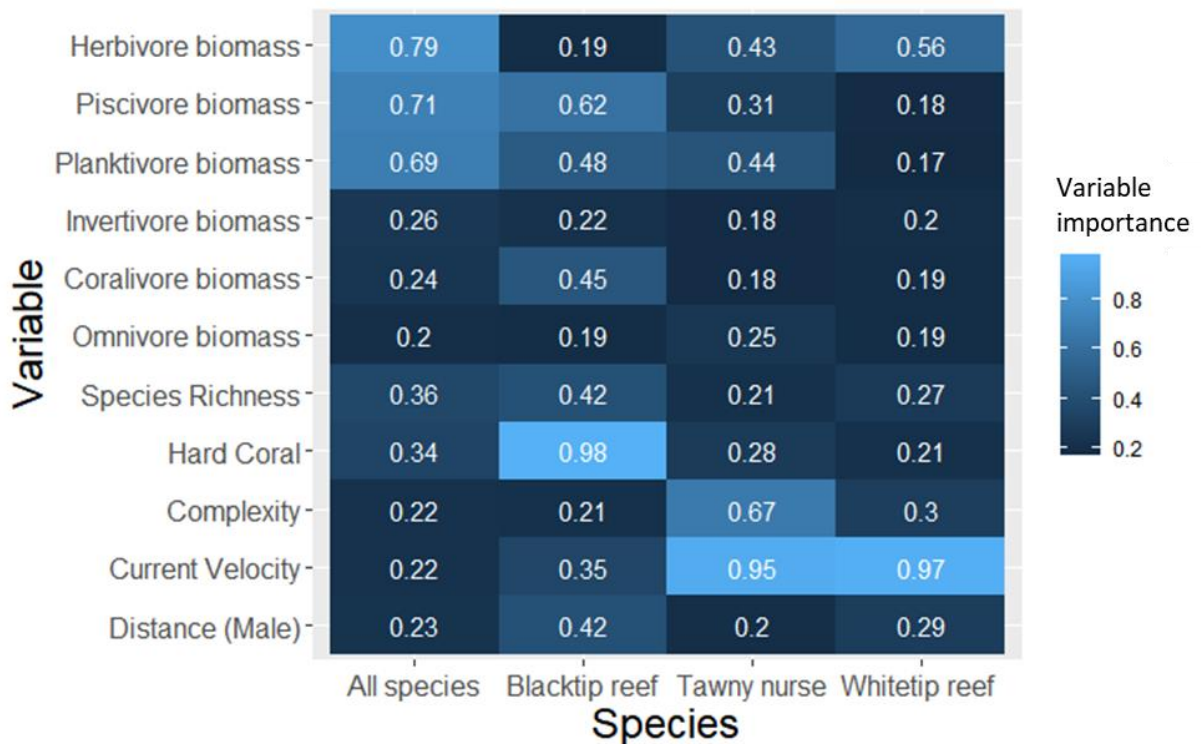 Herbivore biomass 0.79 0.19 0.43 0.56
Piscivore biomass 0.71 0.62 0.31 0.18
Planktivore biomass 0.69 0.48 0.44 0.17
Invertivore biomass 0.26 0.22 0.18 0.2
Coralivore biomass 0.24 0.45 0.18 0.19
Omnivore biomass 0.2 0.19 0.25 0.19
Species Richness 0.36 0.42 0.21 0.27
Hard Coral 0.34 0.98 0.28 0.21
Complexity 0.22 0.21 0.67 0.3
Current Velocity 0.22 0.35 0.95 0.97
Distance (Male) 0.23 0.42 0.2 0.29
All species Blacktip reef Tawny nurse Whitetip reef
Species
Variable
Variable
importance
0.8
0.6
0.4
0.2